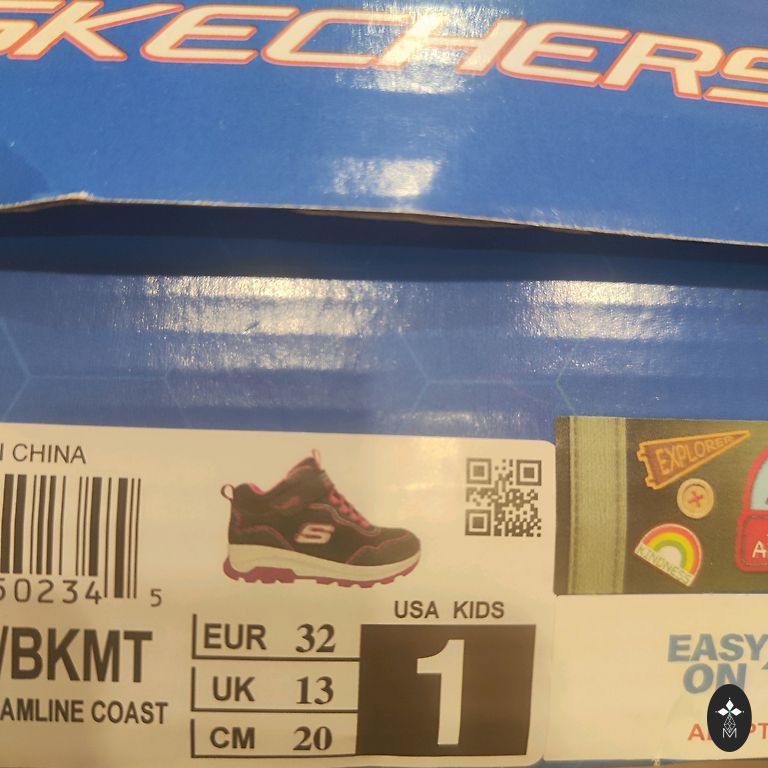 SKECHERS
N CHINA
50234 5
/BKMT
AMLINE COAST
S
USA KIDS
EUR 32
UK 13
CM 20
1
EXPLORER
KINDNESS
A
EASY
ON